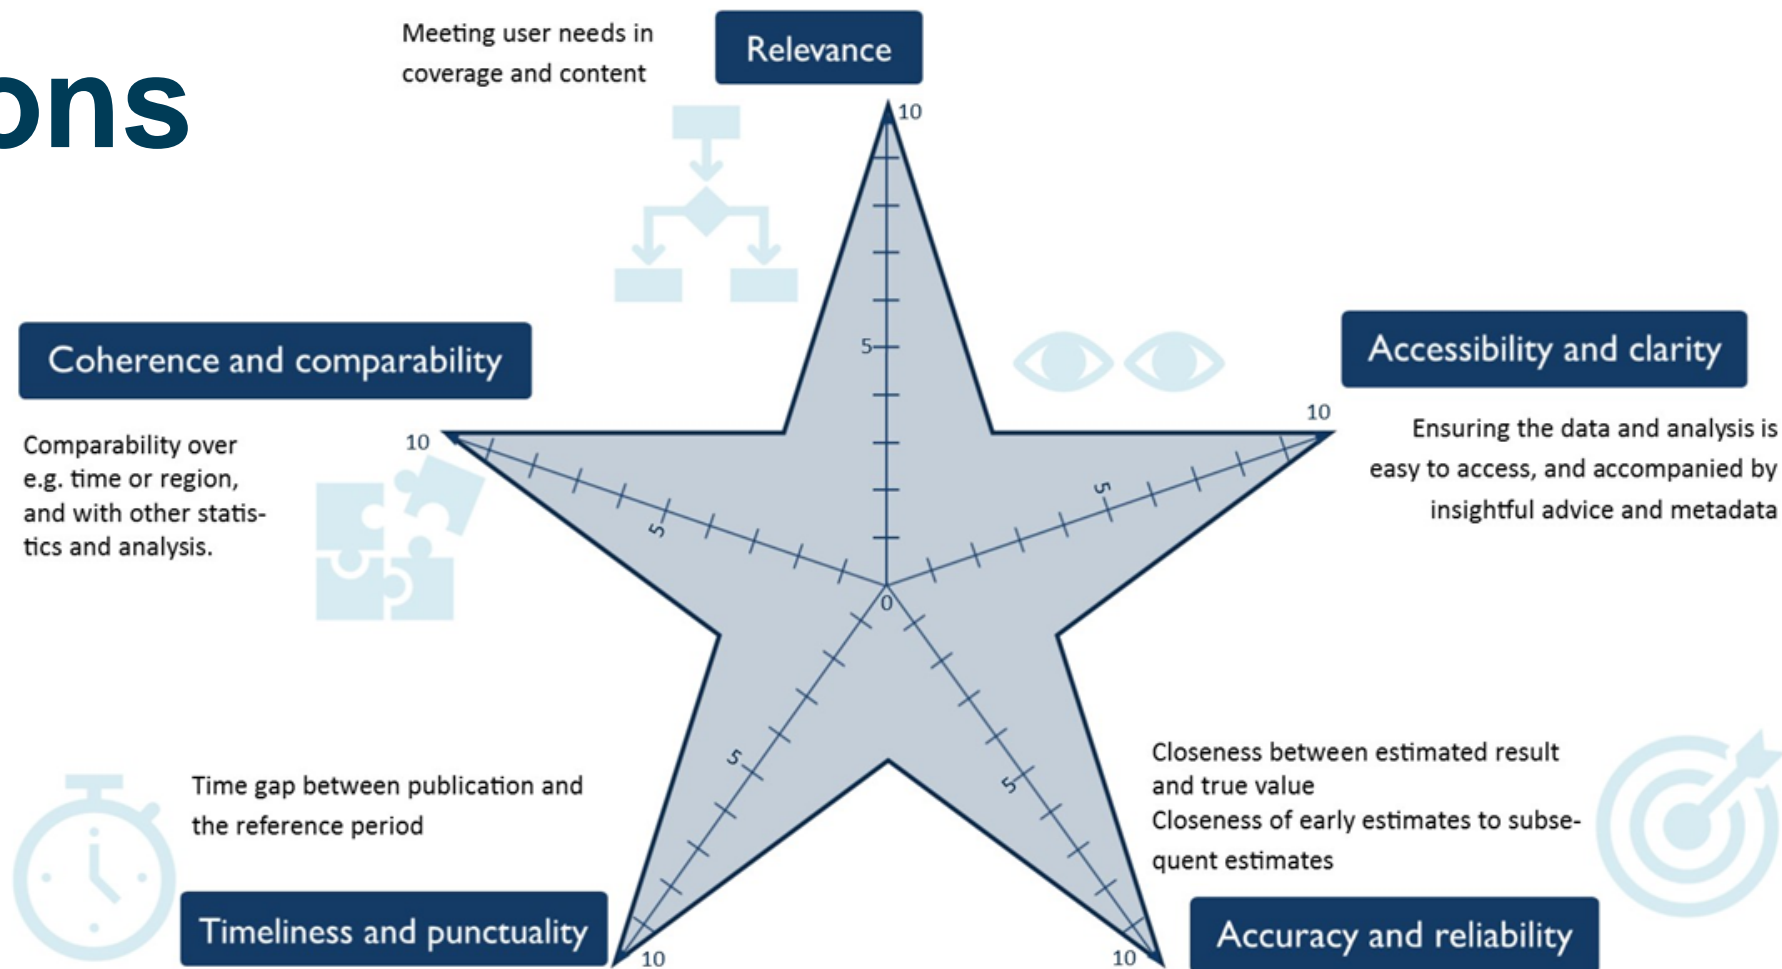 ons
Meeting user needs in
coverage and content
Relevance
10
5
Coherence and comparability
10
Comparability over
e.g. time or region,
and with other statis-
tics and analysis.
5
Accessibility and clarity
10
Ensuring the data and analysis is
easy to access, and accompanied by
insightful advice and metadata
5
0
Time gap between publication and
the reference period
5
Timeliness and punctuality
10
Closeness between estimated result
and true value
Closeness of early estimates to subse-
quent estimates
5
10
Accuracy and reliability